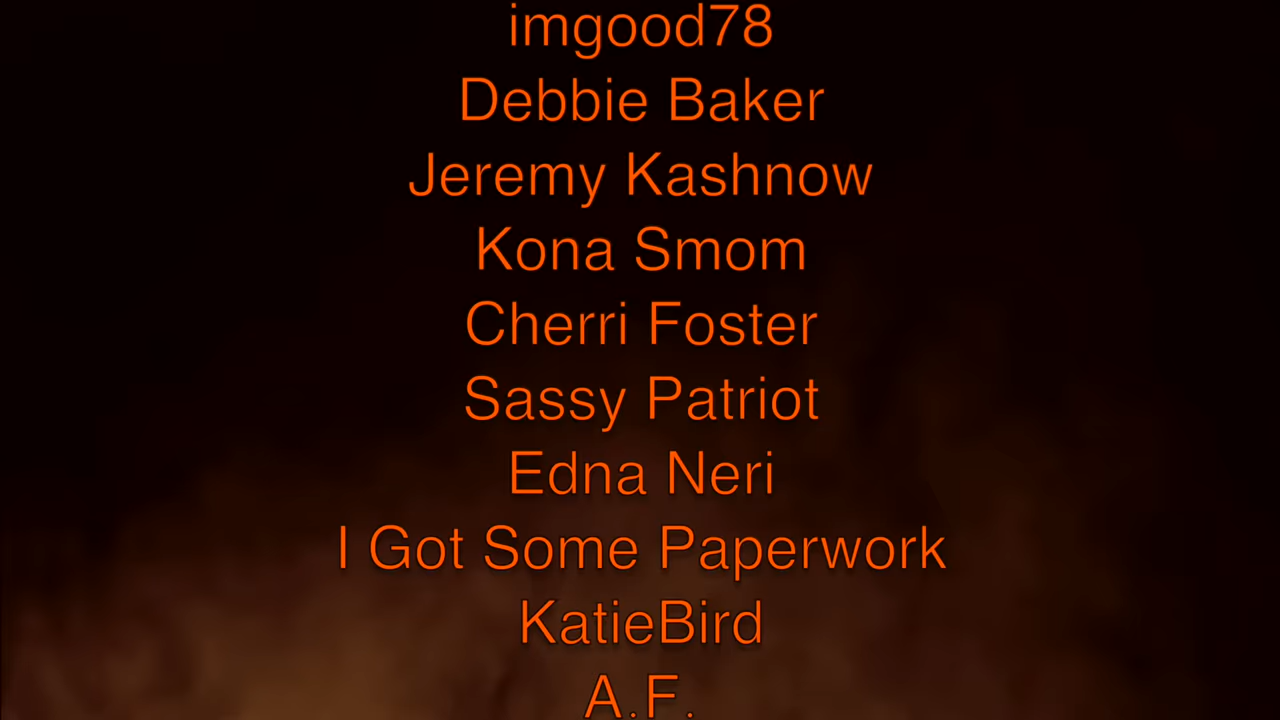 imgood78
Debbie Baker
Jeremy Kashnow
Kona Smom
Cherri Foster
Sassy Patriot
Edna Neri
I Got Some Paperwork
KatieBird
A.F.